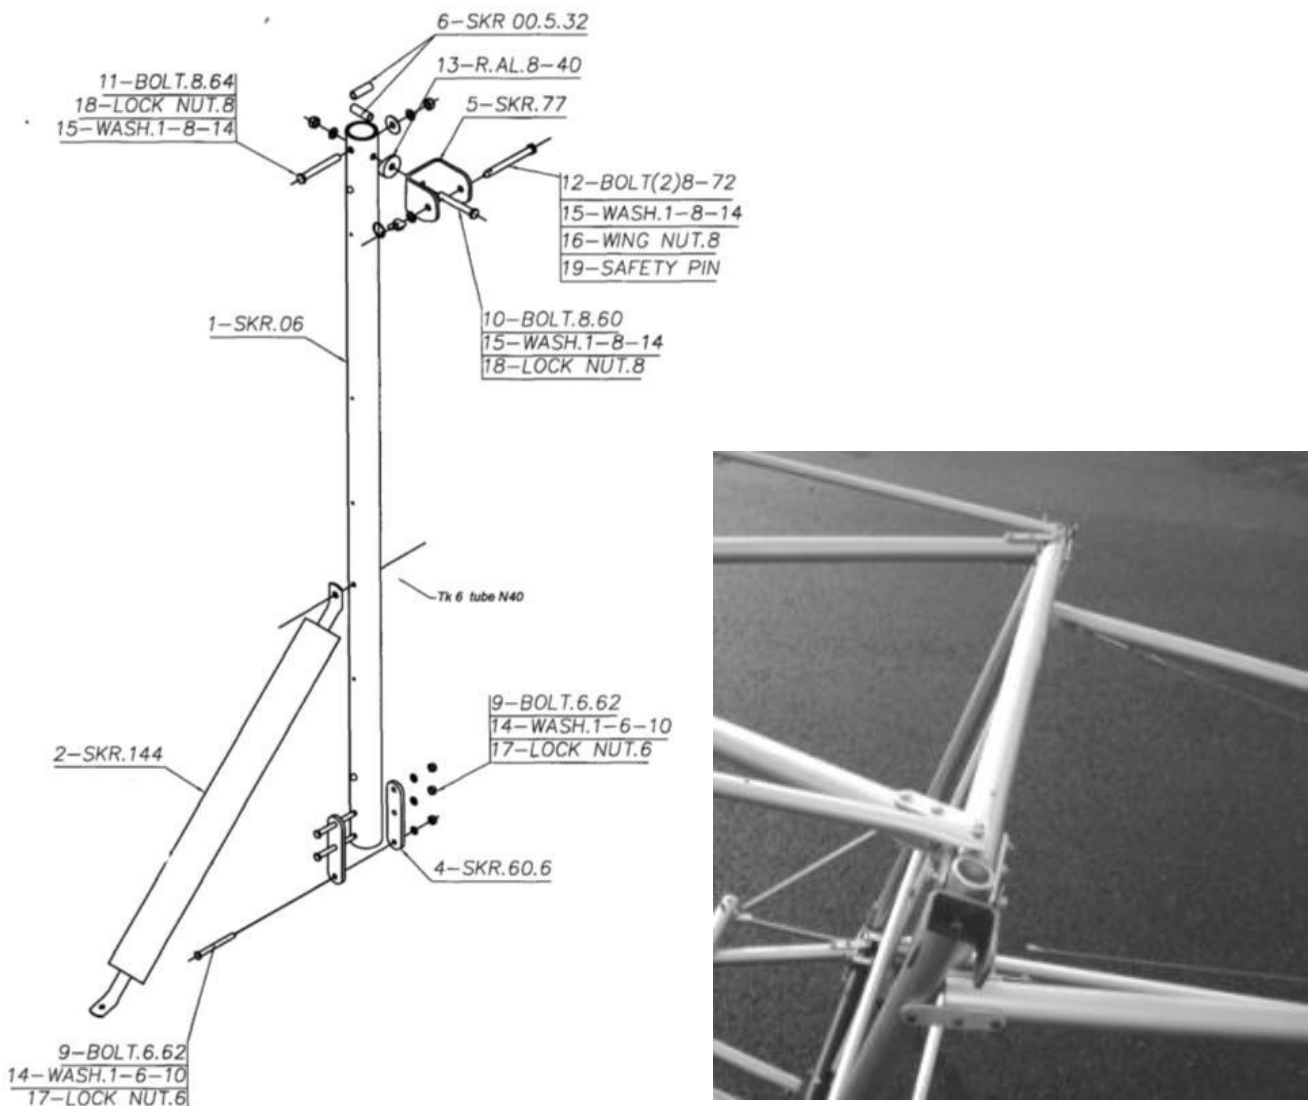 6-SKR 00.5.32
13-R.AL.8-40
5-SKR.77
11-BOLT.8.64
18-LOCK NUT.8
15-WASH.1-8-14
12-BOLT(2)8-72
15-WASH.1-8-14
16-WING NUT.8
19-SAFETY PIN
1-SKR.06
10-BOLT.8.60
15-WASH.1-8-14
18-LOCK NUT.8
Tk 6 tube N40
9-BOLT.6.62
14-WASH.1-6-10
17-LOCK NUT.6
2-SKR.144
4-SKR.60.6
9-BOLT.6.62
14-WASH.1-6-10
17-LOCK NUT.6